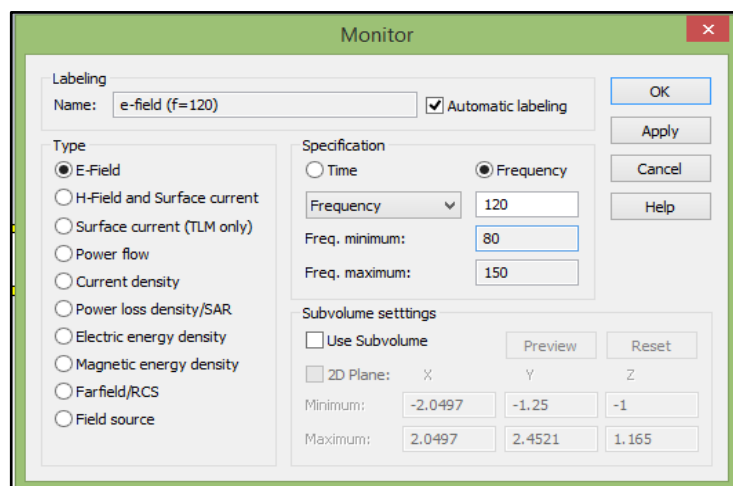 Monitor
Labeling
Name: e-field (f=120) Automatic labeling
OK
Apply
Cancel
Help
Type
E-Field
H-Field and Surface current
Surface current (TLM only)
Power flow
Current density
Power loss density/SAR
Electric energy density
Magnetic energy density
Farfield/RCS
Field source
Specification
Time Frequency
Frequency 120
Freq. minimum: 80
Freq. maximum: 150
Subvolume setttings
Use Subvolume Preview Reset
2D Plane: X Y Z
Minimum: -2.0497 -1.25 -1
Maximum: 2.0497 2.4521 1.165